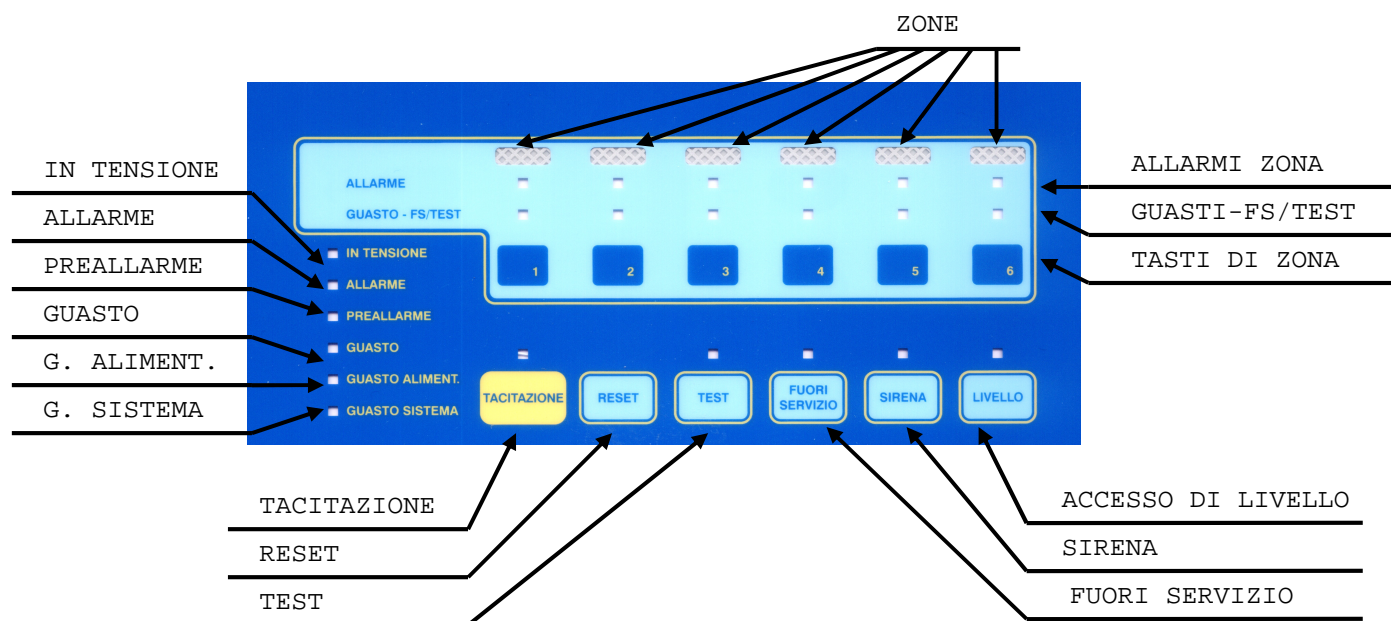 ZONE
IN TENSIONE
ALLARME
PREALLARME
GUASTO
G. ALIMENT.
G. SISTEMA
ALLARME
GUASTO - FS/TEST
IN TENSIONE
ALLARME
PREALLARME
GUASTO
GUASTO ALIMENT.
GUASTO SISTEMA
1 2 3 4 5 6
TACITAZIONE
RESET
TEST
FUORI
SERVIZIO
SIRENA
LIVELLO
ALLARMI ZONA
GUASTI-FS/TEST
TASTI DI ZONA
TACITAZIONE
RESET
TEST
ACCESSO DI LIVELLO
SIRENA
FUORI SERVIZIO